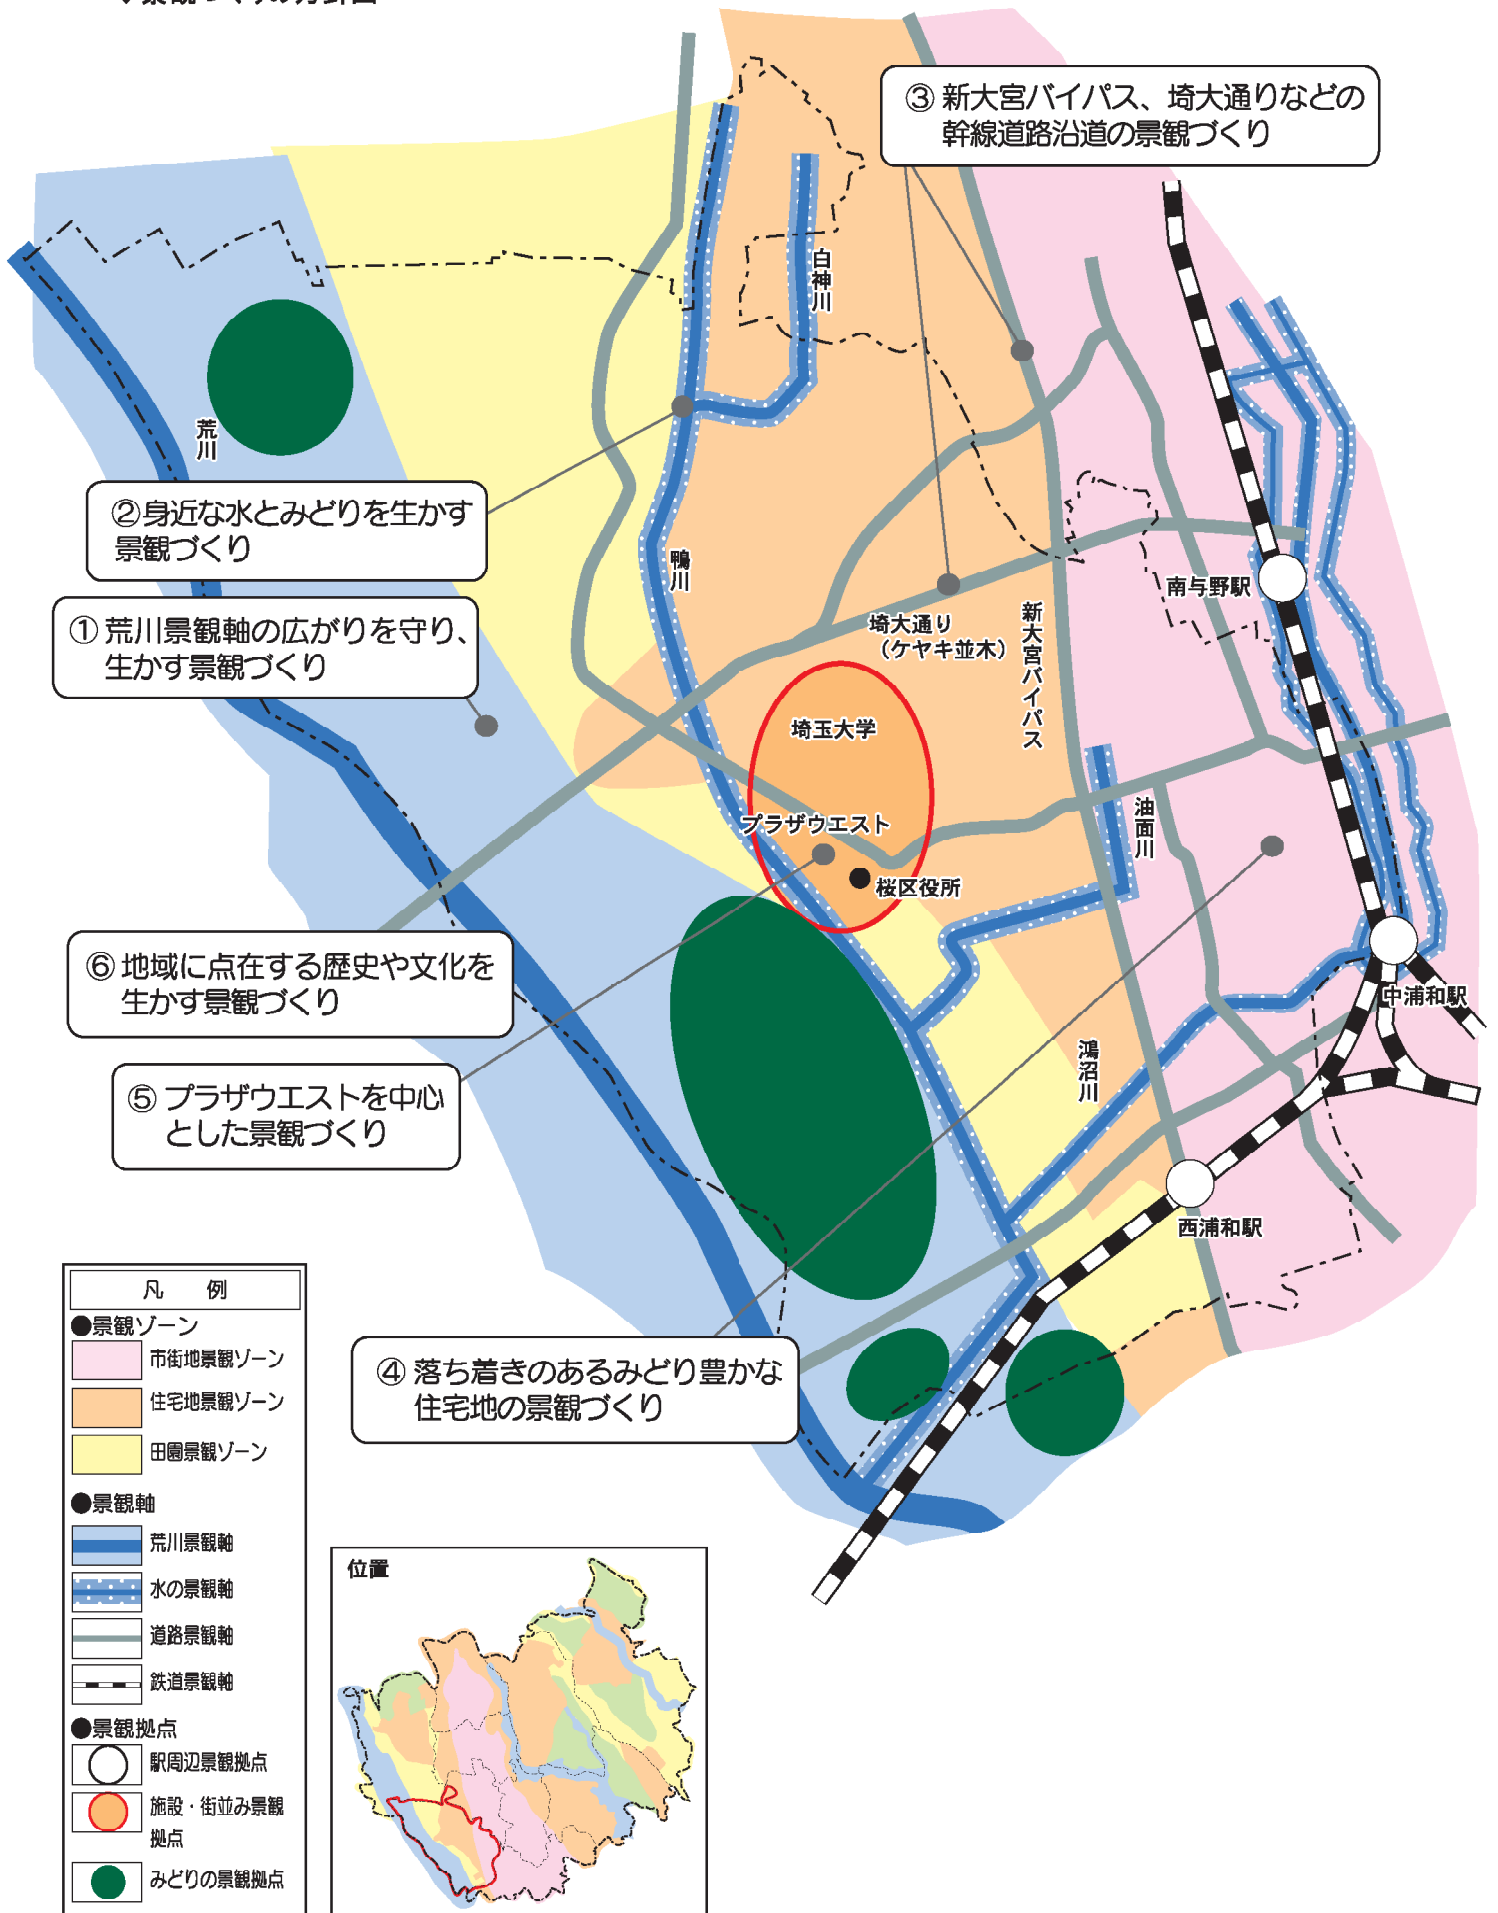 ③ 新大宮バイパス、埼大通りなどの
幹線道路沿道の景観づくり
白神川
荒川
② 身近な水とみどりを生かす
景観づくり
鴨川
南与野駅
① 荒川景観軸の広がりを守り、
生かす景観づくり
埼大通り
（ケヤキ並木）
新大宮バイパス
埼玉大学
プラザウエスト
油面川
桜区役所
⑥ 地域に点在する歴史や文化を
生かす景観づくり
中浦和駅
鴻沼川
⑤ プラザウエストを中心
とした景観づくり
西浦和駅
④ 落ち着きのあるみどり豊かな
住宅地の景観づくり
凡 例
●景観ゾーン
市街地景観ゾーン
住宅地景観ゾーン
田園景観ゾーン
●景観軸
荒川景観軸
水の景観軸
道路景観軸
鉄道景観軸
●景観拠点
駅周辺景観拠点
施設・街並み景観
拠点
みどりの景観拠点
位置